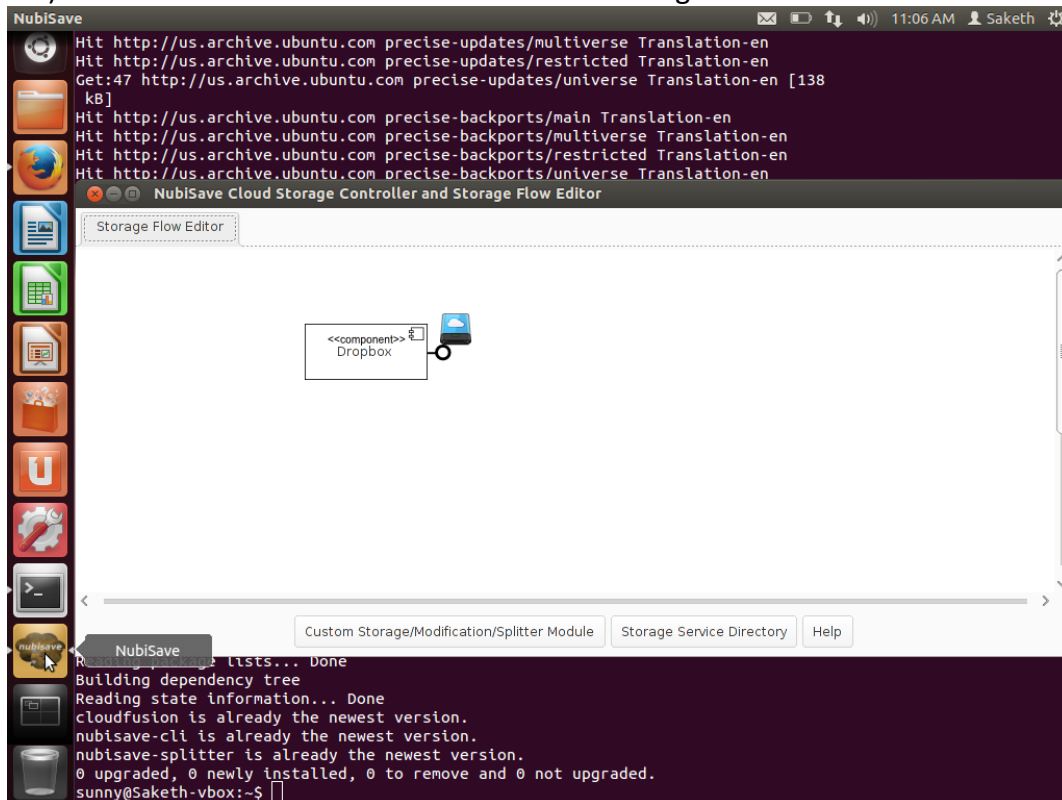 NubiSave
11:06 AM Saketh
Hit http://us.archive.ubuntu.com precise-updates/multiverse Translation-en
Hit http://us.archive.ubuntu.com precise-updates/restricted Translation-en
Get:47 http://us.archive.ubuntu.com precise-updates/universe Translation-en [138
kB]
Hit http://us.archive.ubuntu.com precise-backports/main Translation-en
Hit http://us.archive.ubuntu.com precise-backports/multiverse Translation-en
Hit http://us.archive.ubuntu.com precise-backports/restricted Translation-en
Hit http://us.archive.ubuntu.com precise-backports/universe Translation-en
NubiSave Cloud Storage Controller and Storage Flow Editor
Storage Flow Editor
<<component>>
Dropbox
Custom Storage/Modification/Splitter Module Storage Service Directory Help
nubisave
NubiSave
lists... Done
Building dependency tree
Reading state information... Done
cloudfusion is already the newest version.
nubisave-cli is already the newest version.
nubisave-splitter is already the newest version.
0 upgraded, 0 newly installed, 0 to remove and 0 not upgraded.
sunny@Saketh-vbox:~$